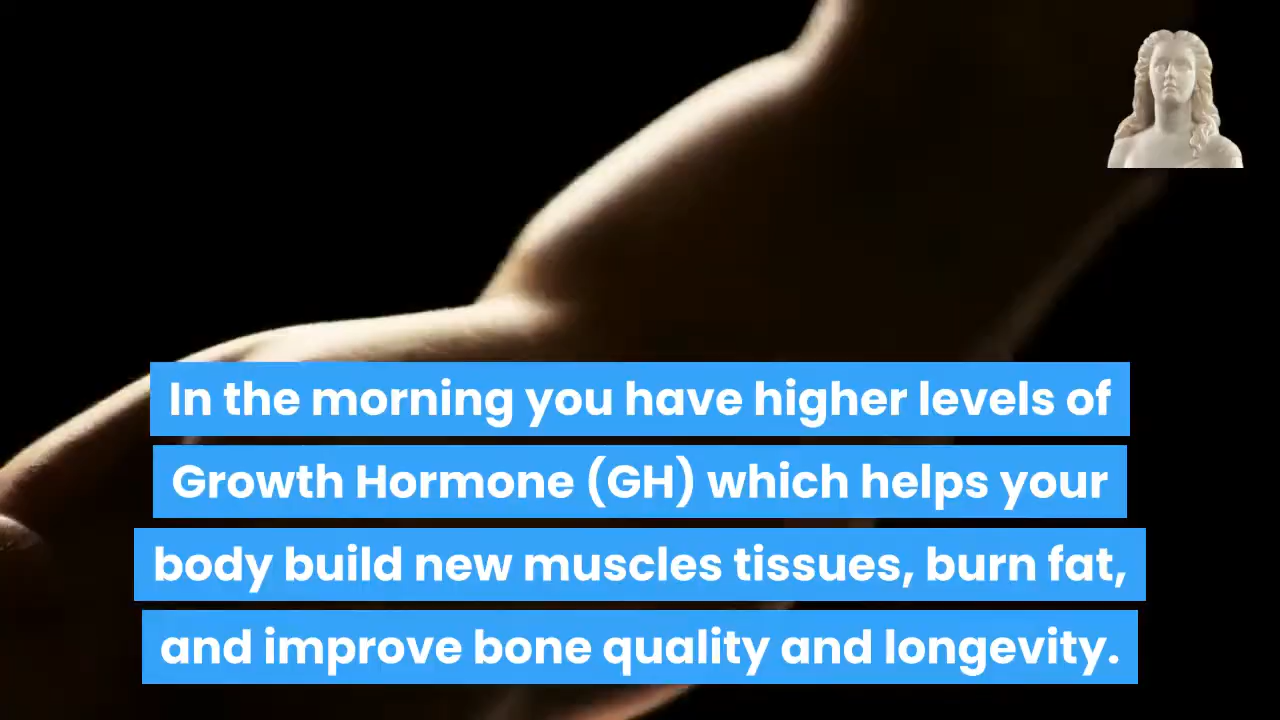 In the morning you have higher levels of
Growth Hormone (GH) which helps your
body build new muscles tissues, burn fat,
and improve bone quality and longevity.